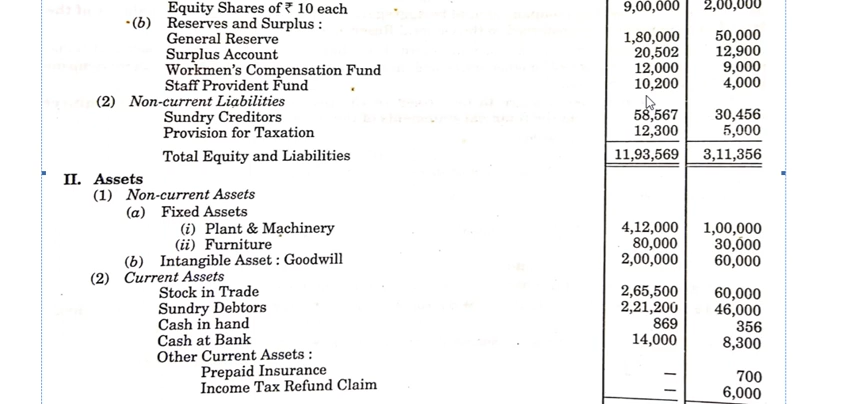 Equity Shares of ₹ 10 each 9,00,000 2,00,000
(b) Reserves and Surplus :
General Reserve 1,80,000 50,000
Surplus Account 20,502 12,900
Workmen's Compensation Fund 12,000 9,000
Staff Provident Fund 10,200 4,000
(2) Non-current Liabilities
Sundry Creditors 58,567 30,456
Provision for Taxation 12,300 5,000
Total Equity and Liabilities 11,93,569 3,11,356
II. Assets
(1) Non-current Assets
(a) Fixed Assets
(i) Plant & Machinery 4,12,000 1,00,000
(ii) Furniture 80,000 30,000
(b) Intangible Asset : Goodwill 2,00,000 60,000
(2) Current Assets
Stock in Trade 2,65,500 60,000
Sundry Debtors 2,21,200 46,000
Cash in hand 869 356
Cash at Bank 14,000 8,300
Other Current Assets :
Prepaid Insurance — 700
Income Tax Refund Claim — 6,000